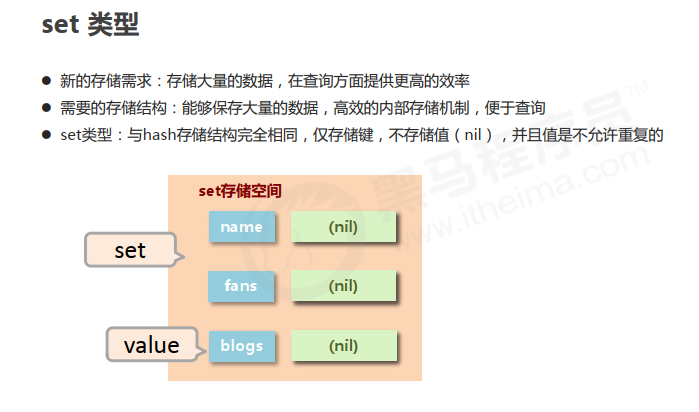 set 类型
新的存储需求：存储大量的数据，在查询方面提供更高的效率
需要的存储结构：能够保存大量的数据，高效的内部存储机制，便于查询
set类型：与hash存储结构完全相同，仅存储键，不存储值（nil），并且值是不允许重复的
set存储空间
name (nil)
set
fans (nil)
value
blogs (nil)
黑马程序员™
www.itheima.com